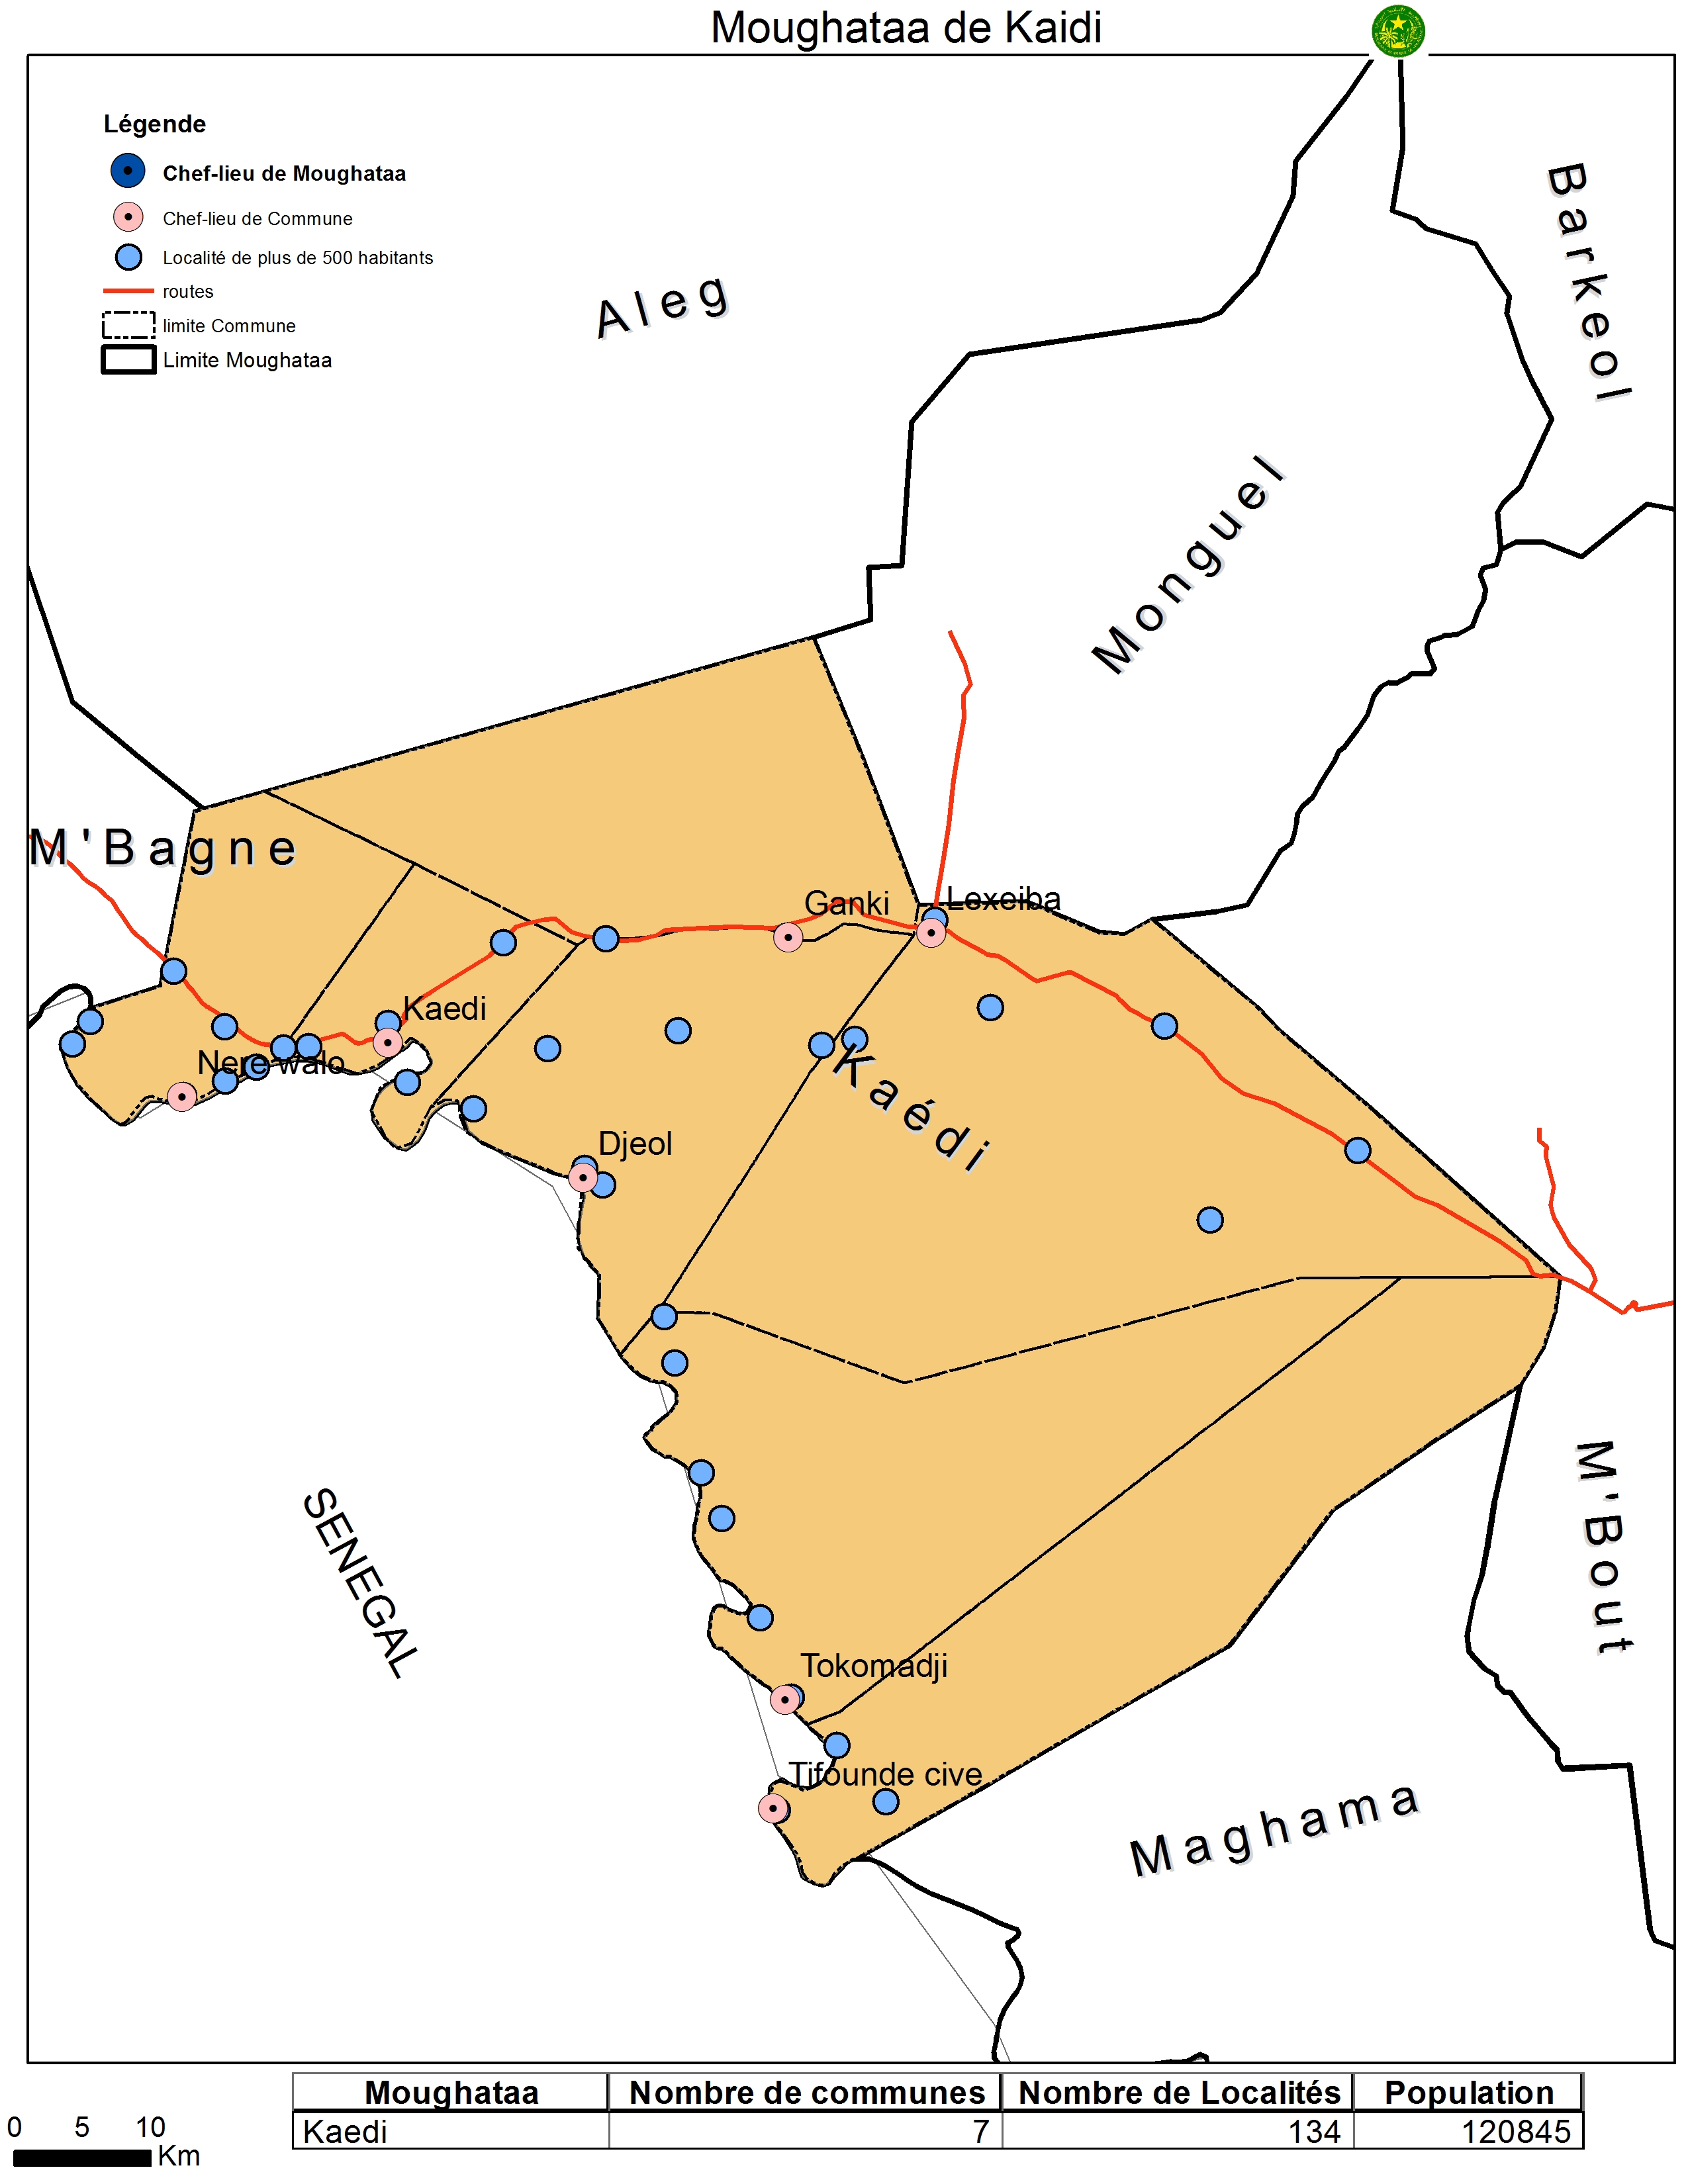 Moughataa de Kaidi
Légende
Chef-lieu de Moughataa
Chef-lieu de Commune
Localité de plus de 500 habitants
routes
limite Commune
Limite Moughataa
Barkeol
Aleg
Monguel
M'Bagne
Ganki
Lexeiba
Kaedi
Nere walo
Kaédi
Djeol
M'Bout
SENEGAL
Tokomadji
Tifounde cive
Maghama
Moughataa Nombre de communes Nombre de Localités Population
Kaedi 7 134 120845
0 5 10
Km